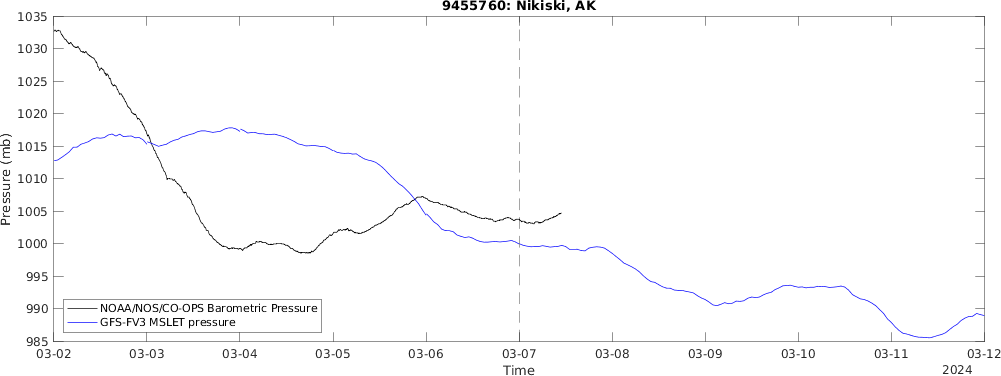 9455760: Nikiski, AK
Pressure (mb)
1035
1030
1025
1020
1015
1010
1005
1000
995
990
985
NOAA/NOS/CO-OPS Barometric Pressure
GFS-FV3 MSLET pressure
03-02 03-03 03-04 03-05 03-06 03-07 03-08 03-09 03-10 03-11 03-12
Time
2024